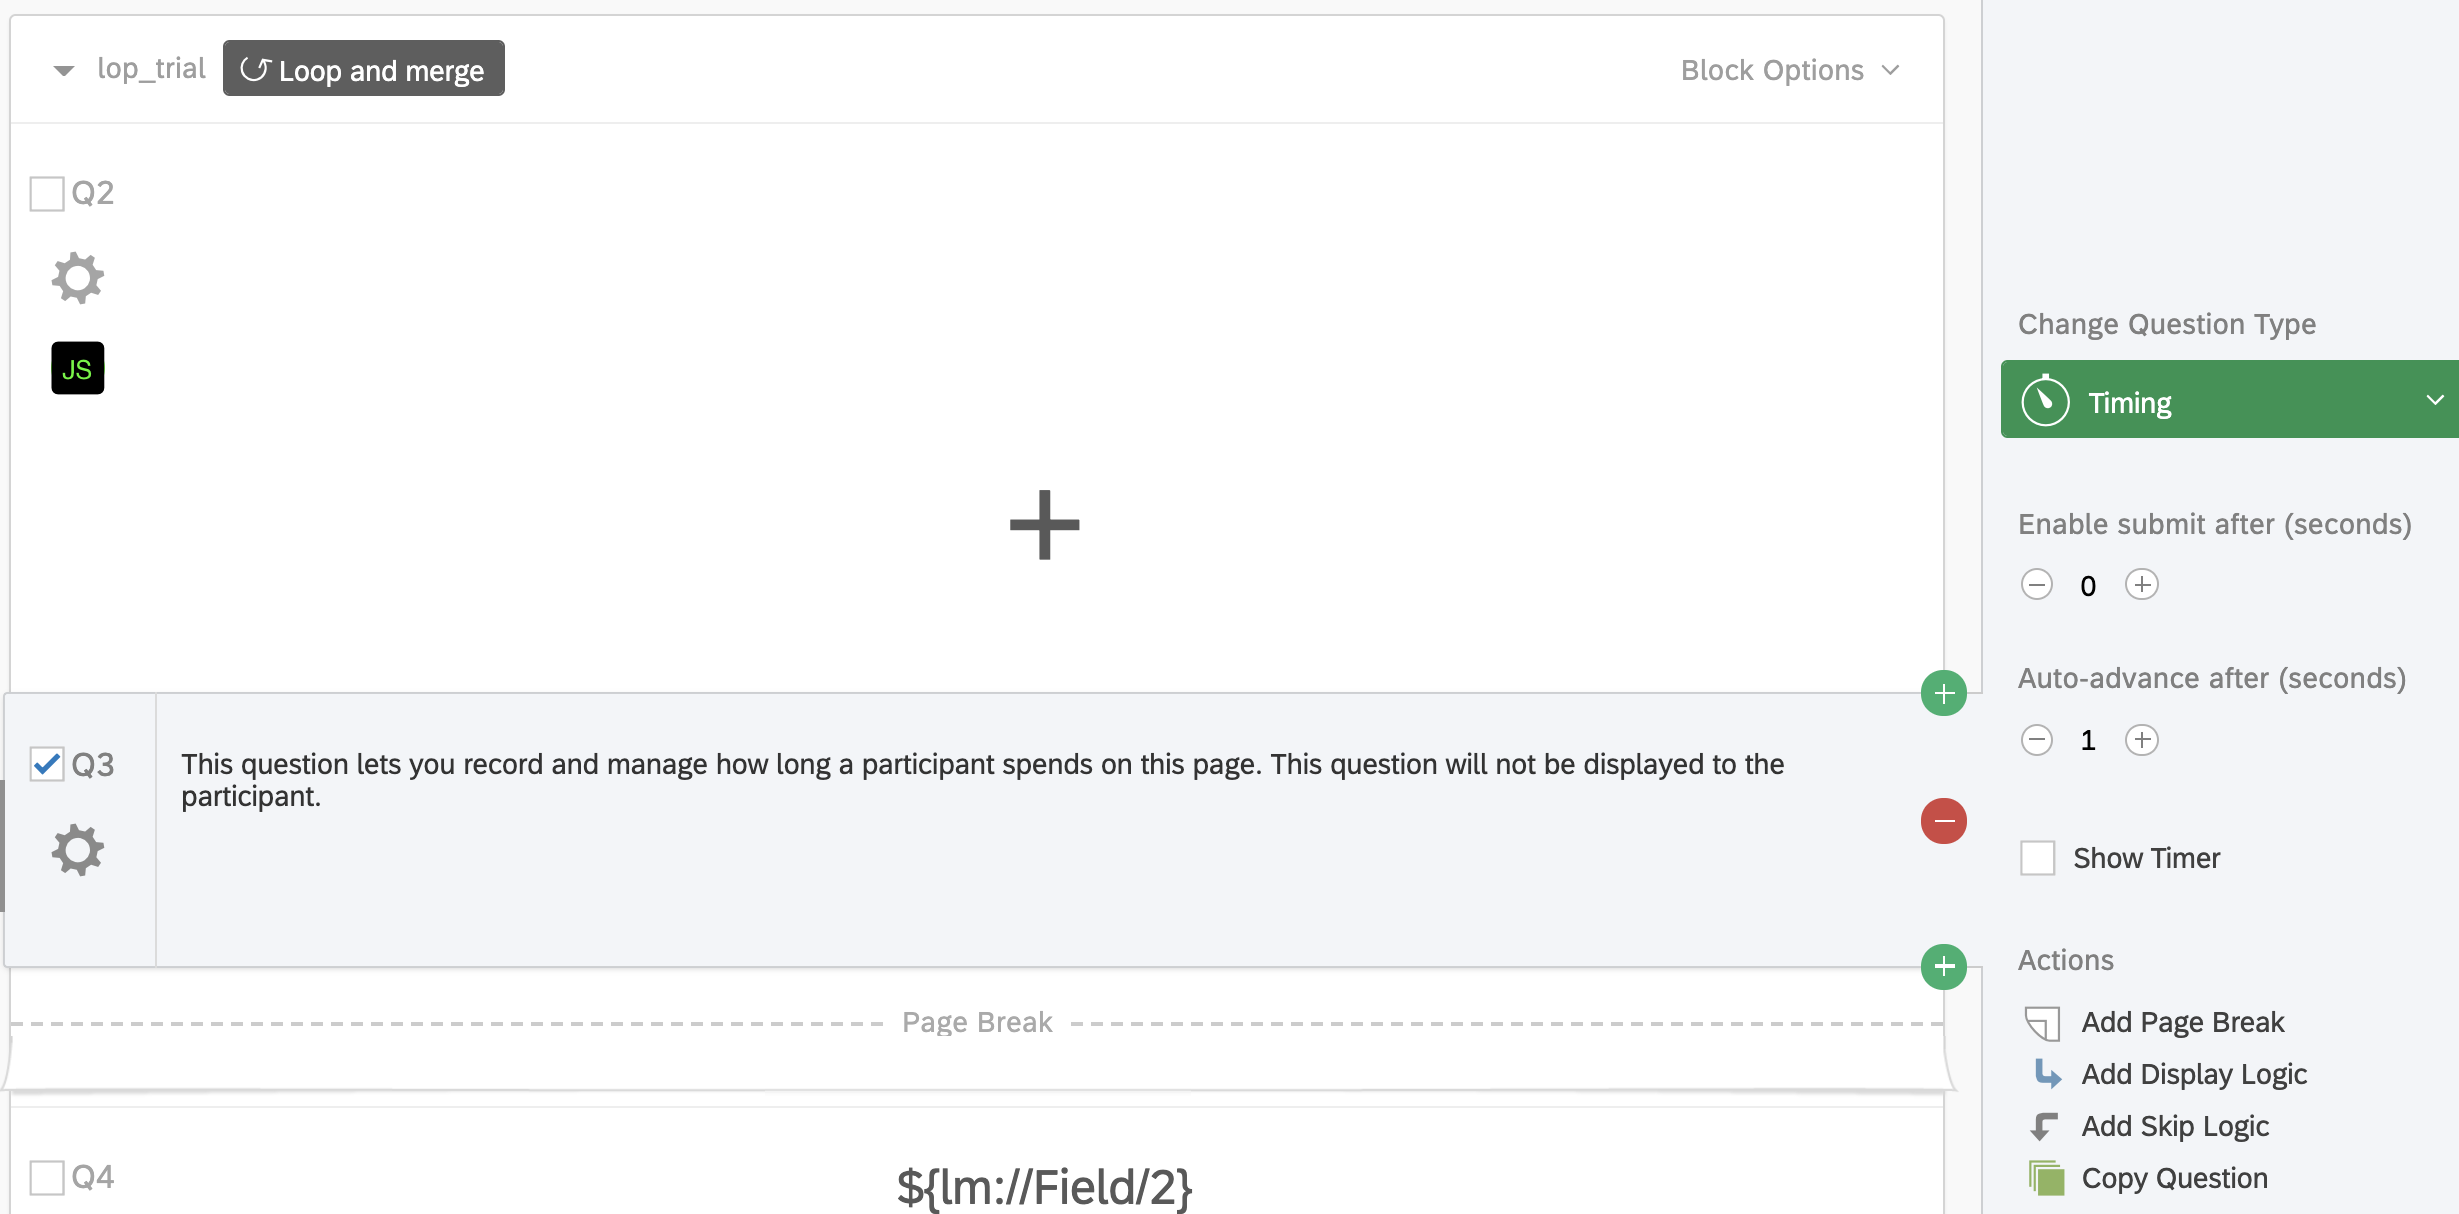 lop_trial
Loop and merge
Block Options
Q2
JS
+
Q3
This question lets you record and manage how long a participant spends on this page. This question will not be displayed to the
participant.
Page Break
Q4
${lm://Field/2}
Change Question Type
Timing
Enable submit after (seconds)
0
Auto-advance after (seconds)
1
Show Timer
Actions
Add Page Break
Add Display Logic
Add Skip Logic
Copy Question